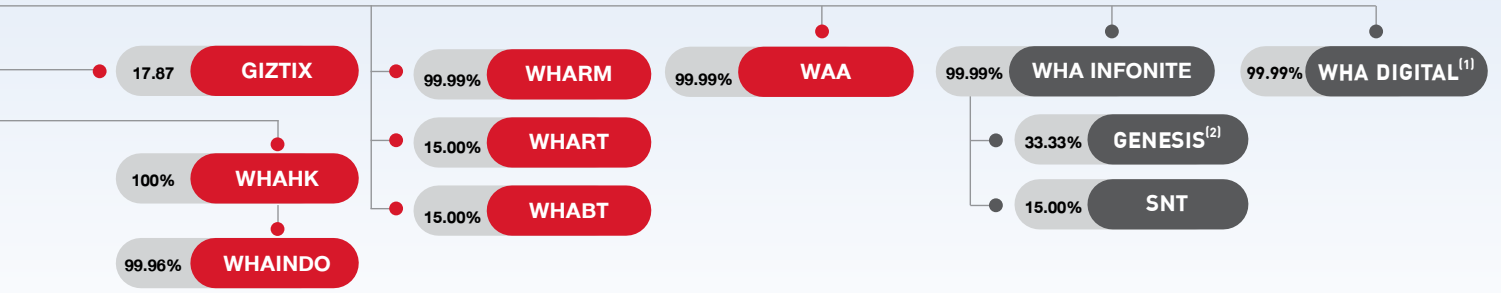 17.87 GIZTIX
100% WHAHK
99.96% WHAINDO
99.99% WHARM
15.00% WHART
15.00% WHABT
99.99% WAA
99.99% WHA INFONITE
33.33% GENESIS(2)
15.00% SNT
99.99% WHA DIGITAL(1)